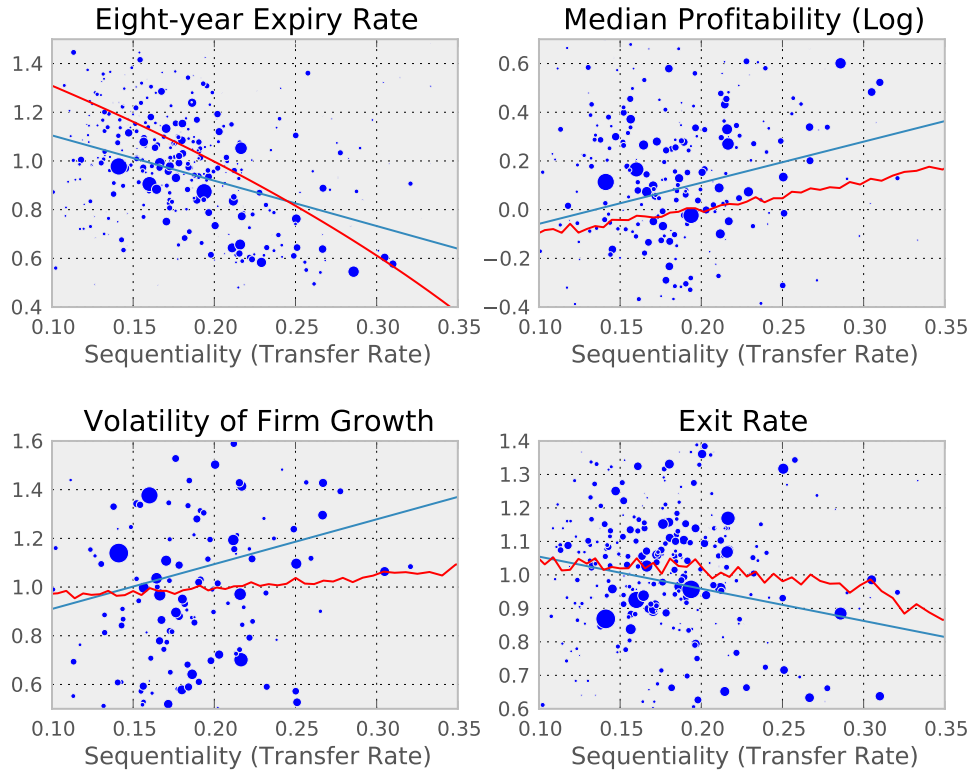 Eight-year Expiry Rate
1.4
1.2
1.0
0.8
0.6
0.4
0.10 0.15 0.20 0.25 0.30 0.35
Sequentiality (Transfer Rate)
Median Profitability (Log)
0.6
0.4
0.2
0.0
−0.2
−0.4
0.10 0.15 0.20 0.25 0.30 0.35
Sequentiality (Transfer Rate)
Volatility of Firm Growth
1.6
1.4
1.2
1.0
0.8
0.6
0.10 0.15 0.20 0.25 0.30 0.35
Sequentiality (Transfer Rate)
Exit Rate
1.4
1.3
1.2
1.1
1.0
0.9
0.8
0.7
0.6
0.10 0.15 0.20 0.25 0.30 0.35
Sequentiality (Transfer Rate)